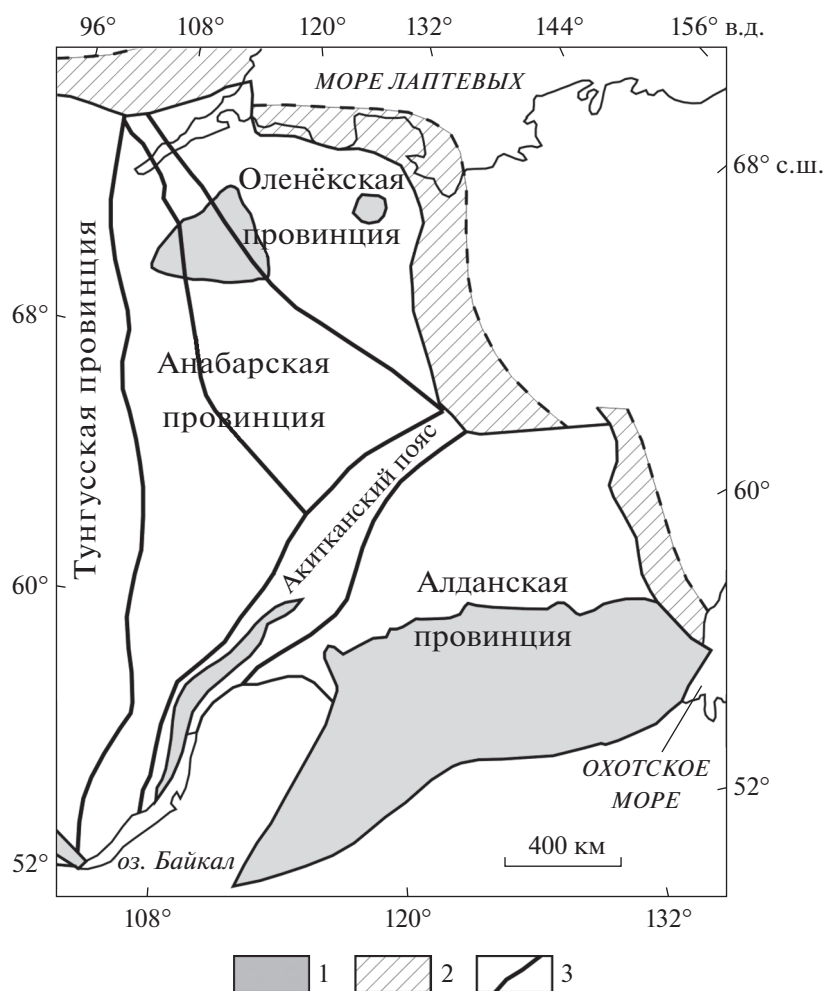 96° 108° 120° 132° 144° 156° в.д.
МОРЕ ЛАПТЕВЫХ
68° с.ш.
Оленёкская
провинция
Тунгусская провинция
68°
Анабарская
провинция
Акитканский пояс
60°
60°
Алданская
провинция
ОХОТСКОЕ
МОРЕ
52°
400 км
52°
оз. Байкал
108° 120° 132°
1 2 3